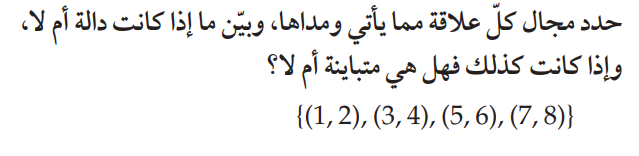 حدد مجال كلّ علاقة مما يأتي ومداها، وبيّن ما إذا كانت دالة أم لا،
وإذا كانت كذلك فهل هي متباينة أم لا؟
{(1, 2), (3, 4), (5, 6), (7, 8)}